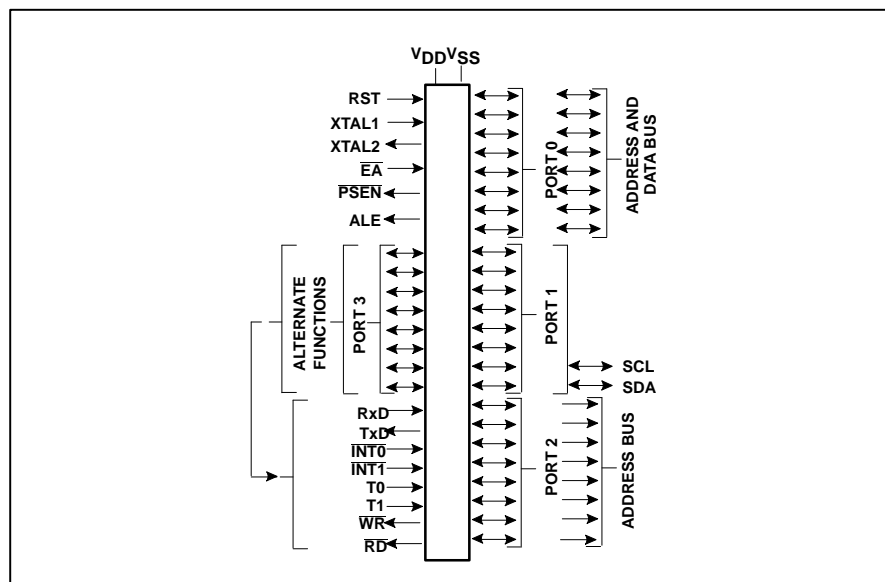 VDD VSS
RST
XTAL1
XTAL2
EA
PSEN
ALE
PORT 0
ADDRESS AND
DATA BUS
ALTERNATE
FUNCTIONS
PORT 3
PORT 1
SCL
SDA
RxD
TxD
INT0
INT1
T0
T1
WR
RD
PORT 2
ADDRESS BUS